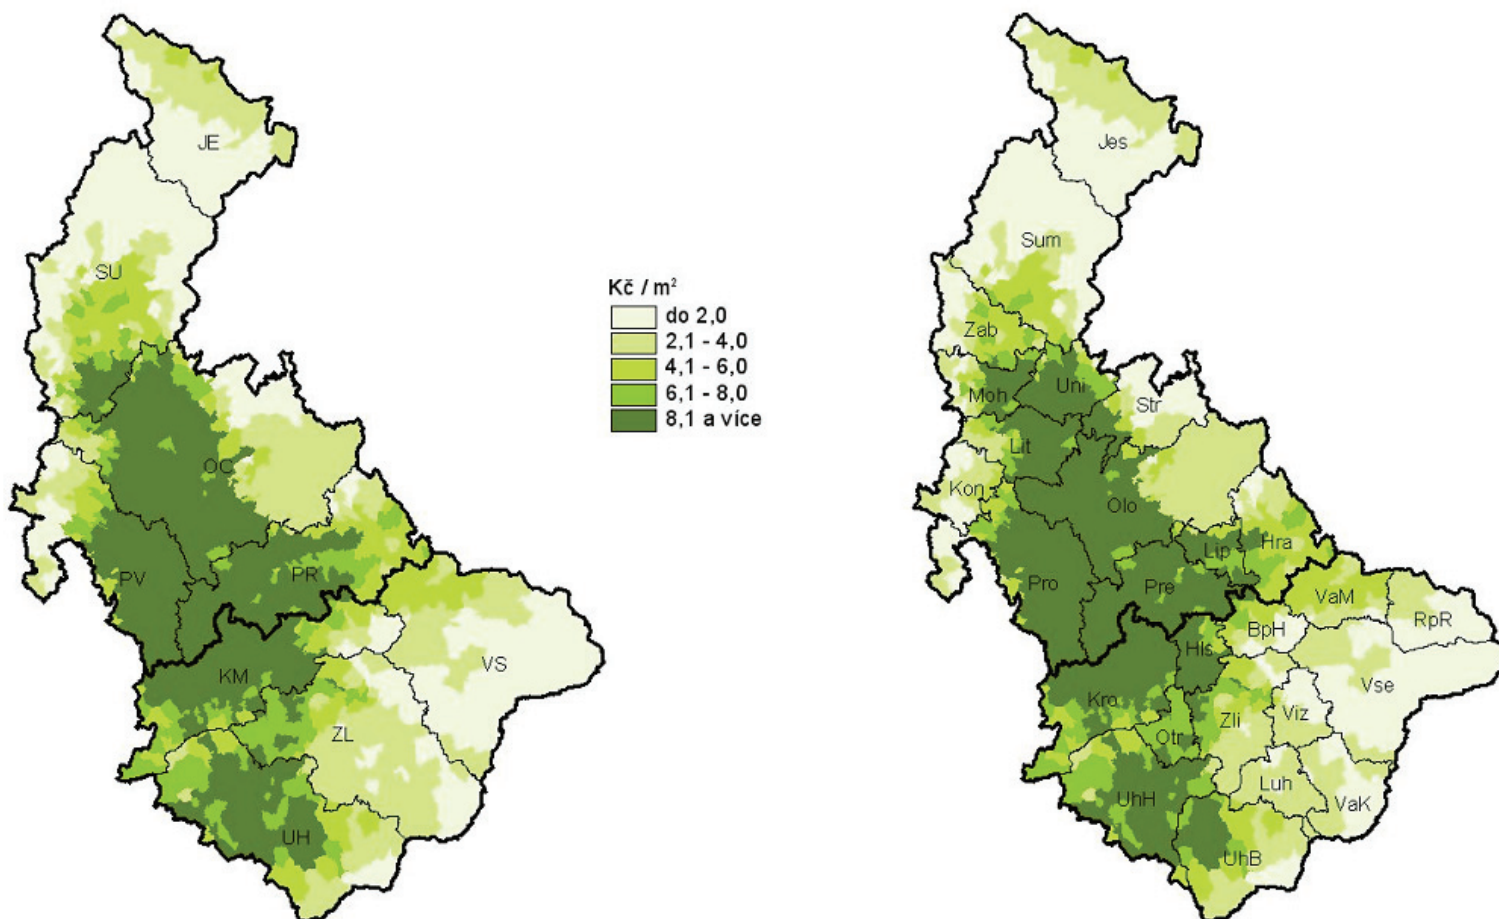 JE
SU
OC
PV
PR
KM
VS
ZL
UH
Kč / m²
do 2,0
2,1 - 4,0
4,1 - 6,0
6,1 - 8,0
8,1 a více
Jes
Sum
Zab
Moh
Uni
Str
Lit
Kon
Olo
Lip
Hra
Pro
Pre
VaM
RpR
BpH
Hls
Vse
Kro
Zli
Viz
Otr
Luh
VaK
UhH
UhB